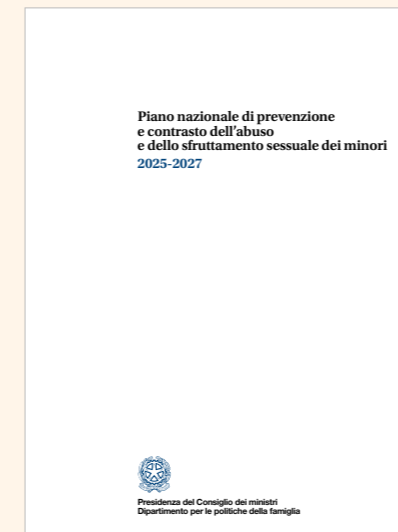 Piano nazionale di prevenzione
e contrasto dell'abuso
e dello sfruttamento sessuale dei minori
2025-2027
Presidenza del Consiglio dei ministri
Dipartimento per le politiche della famiglia